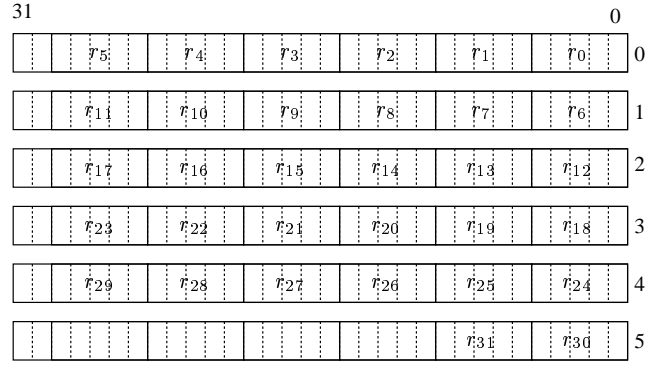 31 0
r₅ r₄ r₃ r₂ r₁ r₀ 0
r₁₁ r₁₀ r₉ r₈ r₇ r₆ 1
r₁₇ r₁₆ r₁₅ r₁₄ r₁₃ r₁₂ 2
r₂₃ r₂₂ r₂₁ r₂₀ r₁₉ r₁₈ 3
r₂₉ r₂₈ r₂₇ r₂₆ r₂₅ r₂₄ 4
r₃₁ r₃₀ 5